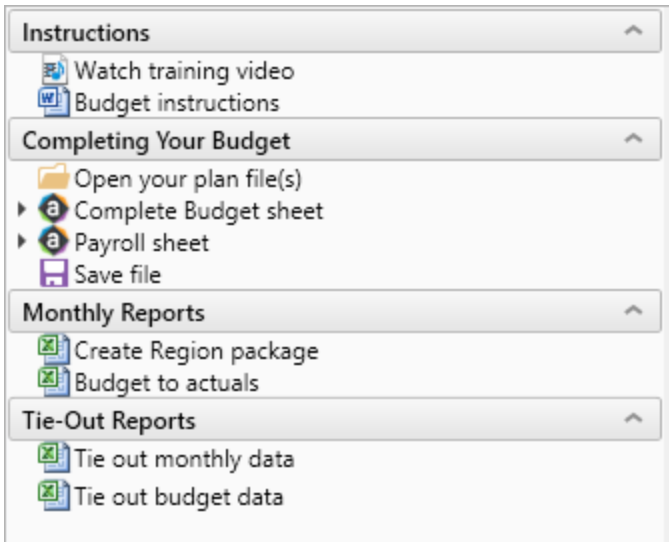 Instructions
Watch training video
Budget instructions
Completing Your Budget
Open your plan file(s)
Complete Budget sheet
Payroll sheet
Save file
Monthly Reports
Create Region package
Budget to actuals
Tie-Out Reports
Tie out monthly data
Tie out budget data